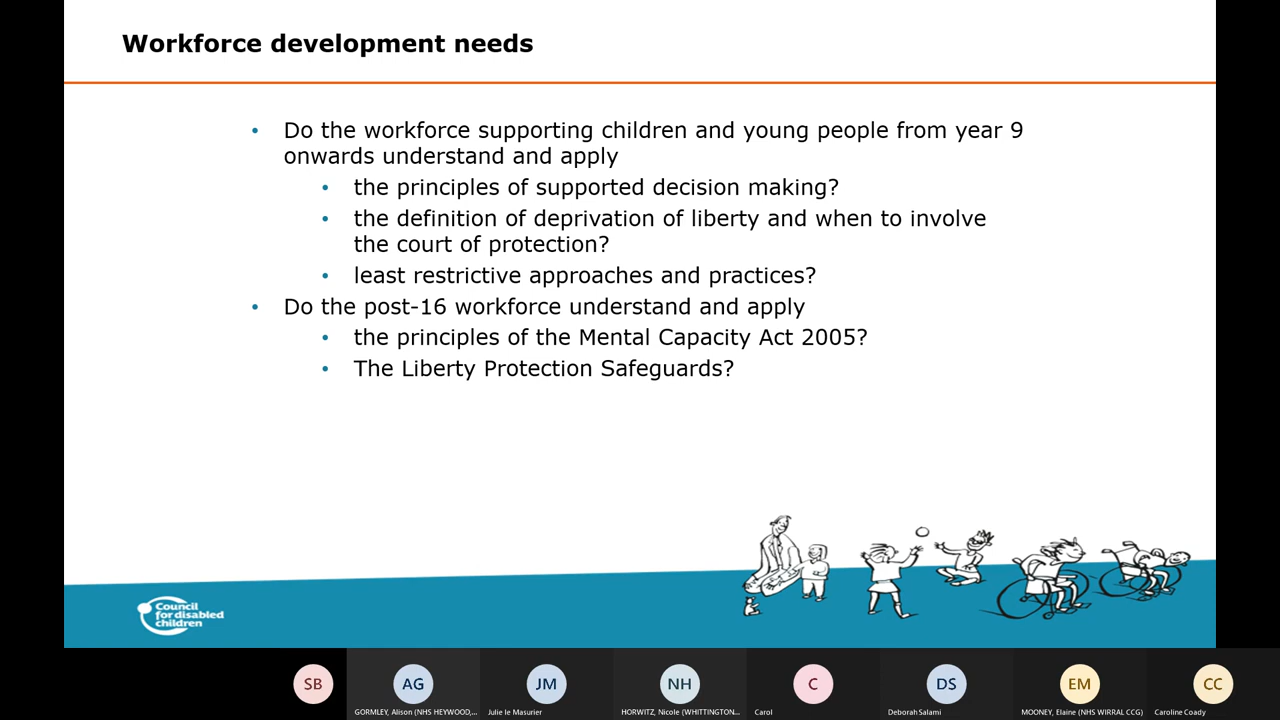 Workforce development needs
• Do the workforce supporting children and young people from year 9
onwards understand and apply
• the principles of supported decision making?
• the definition of deprivation of liberty and when to involve
the court of protection?
• least restrictive approaches and practices?
• Do the post-16 workforce understand and apply
• the principles of the Mental Capacity Act 2005?
• The Liberty Protection Safeguards?
Council
for disabled
children
SB
AG
JM
NH
C
DS
EM
CC
GORMLEY, Alison (NHS HEYWOOD,...
Julie le Masurier
HORWITZ, Nicole (WHITTINGTON...
Carol
Deborah Salami
MOONEY, Elaine (NHS WIRRAL CCG)
Caroline Coady